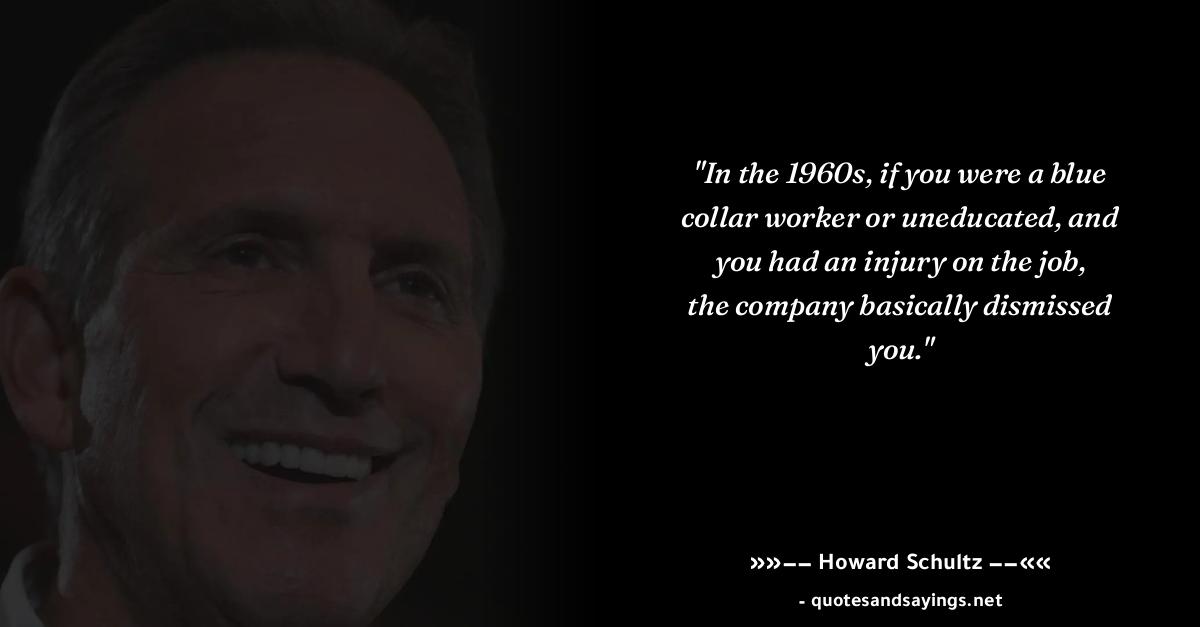 "In the 1960s, if you were a blue
collar worker or uneducated, and
you had an injury on the job,
the company basically dismissed
you."
»»–– Howard Schultz ––««
- quotesandsayings.net